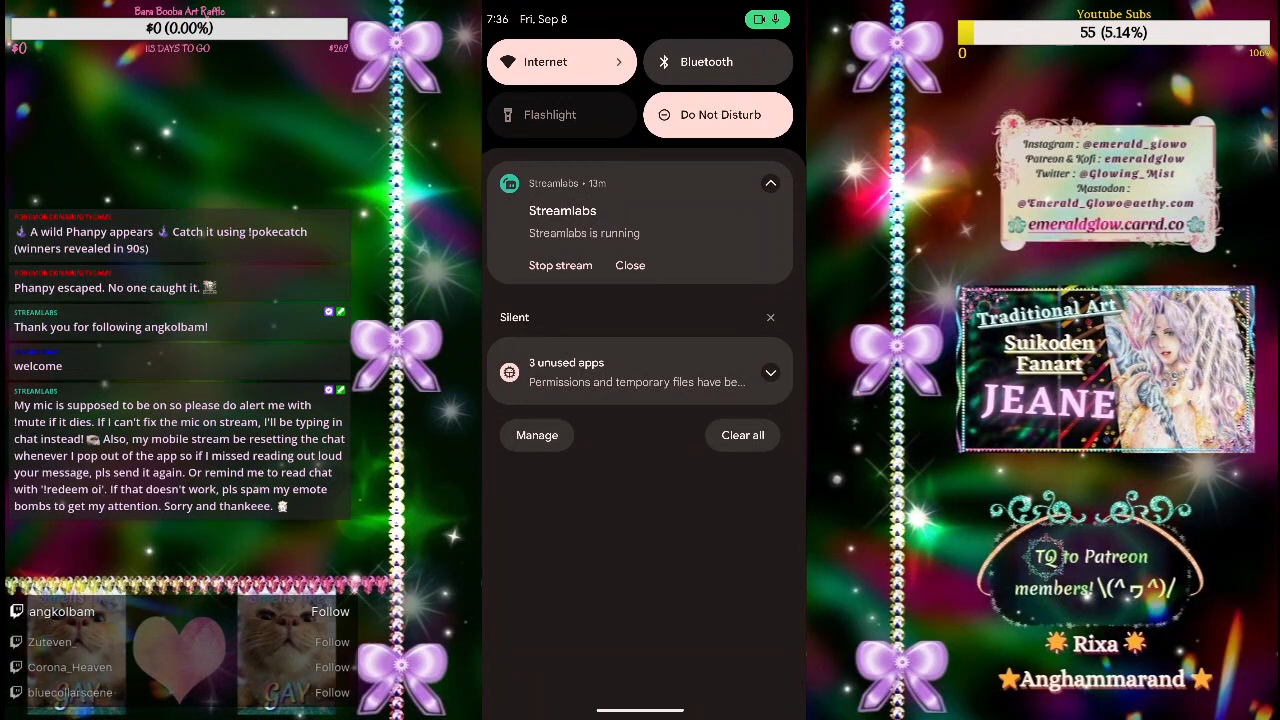 Bara Booba Art Raffle
$0 (0.00%)
$0
113 DAYS TO GO
$269
POKEMONCOMMUNITYGAME
A wild Phanpy appears Catch it using !pokecatch
(winners revealed in 90s)
POKEMONCOMMUNITYGAME
Phanpy escaped. No one caught it.
STREAMLABS
Thank you for following angkolbam!
welcome
STREAMLABS
My mic is supposed to be on so please do alert me with
!mute if it dies. If I can't fix the mic on stream, I'll be typing in
chat instead! Also, my mobile stream be resetting the chat
whenever I pop out of the app so if I missed reading out loud
your message, pls send it again. Or remind me to read chat
with '!redeem oi'. If that doesn't work, pls spam my emote
bombs to get my attention. Sorry and thankeee.
angkolbam Follow
Zuteven_ Follow
Corona_Heaven Follow
bluecollarscene Follow
GAY
GAY
7:36 Fri, Sep 8
Internet
Bluetooth
Flashlight
Do Not Disturb
Streamlabs • 13m
Streamlabs
Streamlabs is running
Stop stream Close
Silent
3 unused apps
Permissions and temporary files have be...
Manage
Clear all
Youtube Subs
55 (5.14%)
0
1069
Instagram : @emerald_glowo
Patreon & Kofi : emeraldglow
Twitter : @Glowing_Mist
Mastodon :
@Emerald_Glowo@aethy.com
emeraldglow.carrd.co
Traditional Art
Suikoden
Fanart
JEANE
TQ to Patreon
members! \(^ヮ^)/
Rixa
Anghammarand